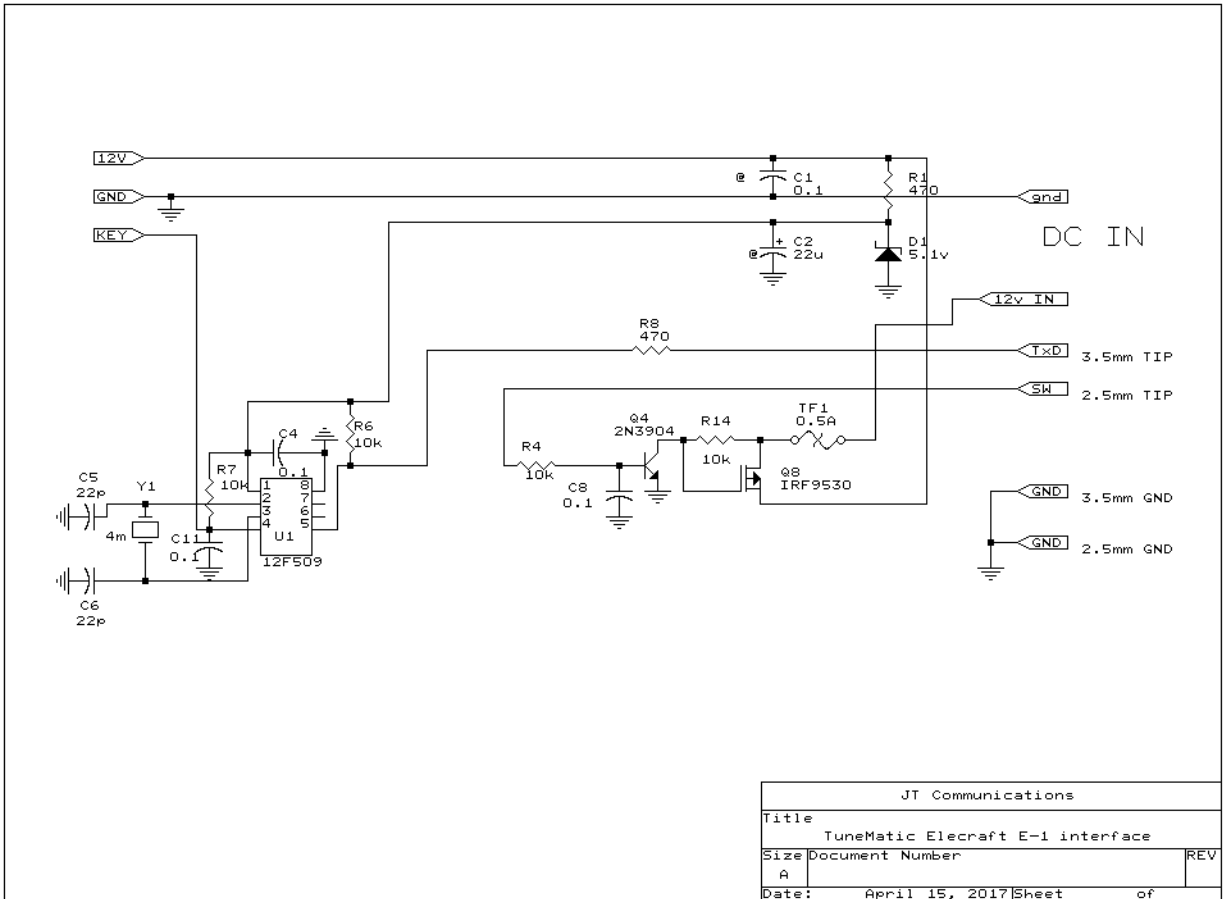 12V
@ C1
0.1
R1
470
GND
gnd
KEY
@ + C2
22u
D1
5.1v
DC IN
12v IN
R8
470
TxD
3.5mm TIP
SW
2.5mm TIP
C4
0.1
R6
10k
R7
10k
Q4
2N3904
R14
10k
TF1
0.5A
R4
10k
C8
0.1
Q8
IRF9530
C5
22p
Y1
4m
1 8
2 7
3 6
4 5
U1
12F509
C11
0.1
C6
22p
GND
3.5mm GND
GND
2.5mm GND
JT Communications
Title
TuneMatic Elecraft E-1 interface
Size Document Number REV
A
Date: April 15, 2017 Sheet of